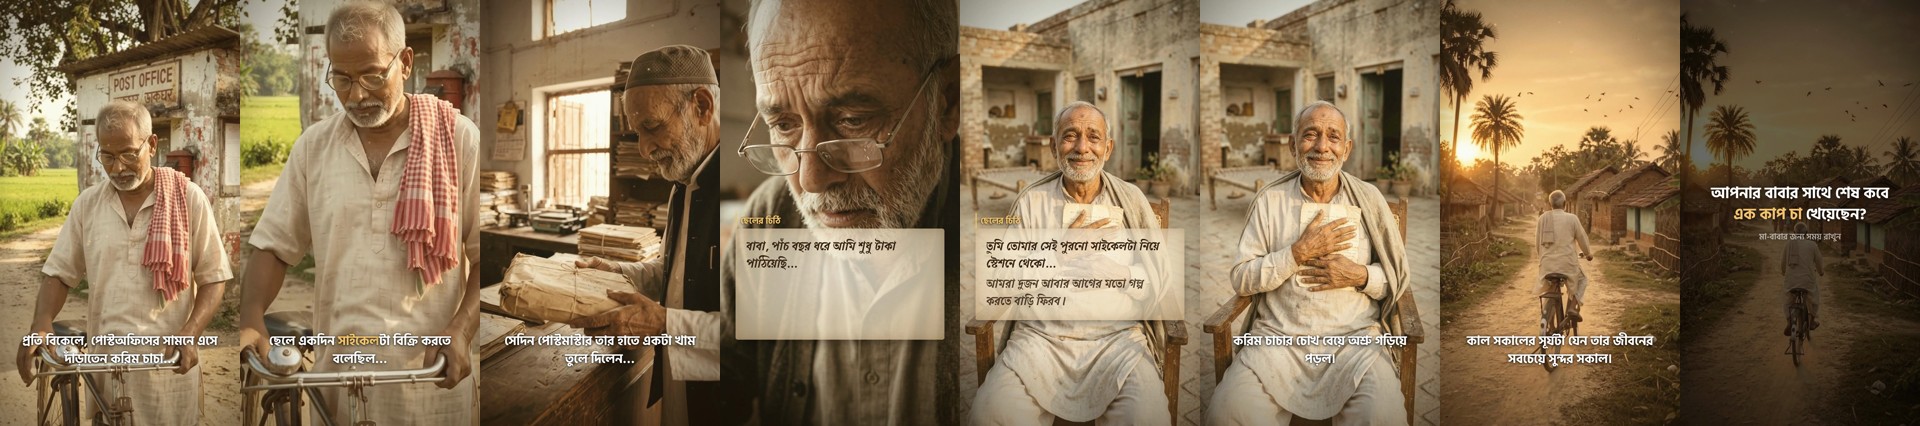 POST OFFICE
ডাকঘর
প্রতি বিকেলে, পোস্টঅফিসের সামনে এসে
দাঁড়াতেন করিম চাচা...
ছেলে একদিন সাইকেলটা বিক্রি করতে
বলেছিল...
সেদিন পোস্টমাস্টার তার হাতে একটা খাম
তুলে দিলেন...
ছেলের চিঠি
বাবা, পাঁচ বছর ধরে আমি শুধু টাকা
পাঠিয়েছি...
ছেলের চিঠি
তুমি তোমার সেই পুরনো সাইকেলটা নিয়ে
স্টেশনে থেকো...
আমরা দুজন আবার আগের মতো গল্প
করতে বাড়ি ফিরব।
করিম চাচার চোখ বেয়ে অশ্রু গড়িয়ে
পড়ল।
কাল সকালের সূর্যটা যেন তার জীবনের
সবচেয়ে সুন্দর সকাল।
আপনার বাবার সাথে শেষ কবে
এক কাপ চা খেয়েছেন?
মা-বাবার জন্য সময় রাখুন